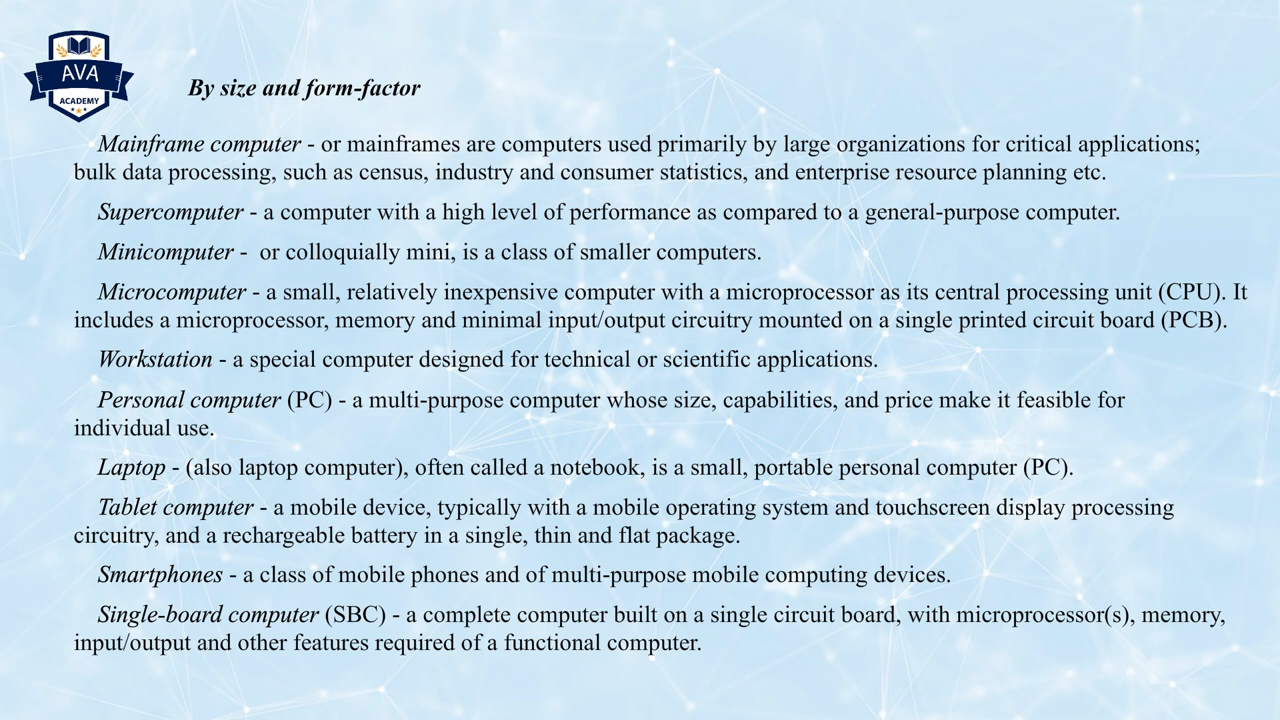 AVA
ACADEMY
By size and form-factor
Mainframe computer - or mainframes are computers used primarily by large organizations for critical applications;
bulk data processing, such as census, industry and consumer statistics, and enterprise resource planning etc.
Supercomputer - a computer with a high level of performance as compared to a general-purpose computer.
Minicomputer -  or colloquially mini, is a class of smaller computers.
Microcomputer - a small, relatively inexpensive computer with a microprocessor as its central processing unit (CPU). It
includes a microprocessor, memory and minimal input/output circuitry mounted on a single printed circuit board (PCB).
Workstation - a special computer designed for technical or scientific applications.
Personal computer (PC) - a multi-purpose computer whose size, capabilities, and price make it feasible for
individual use.
Laptop - (also laptop computer), often called a notebook, is a small, portable personal computer (PC).
Tablet computer - a mobile device, typically with a mobile operating system and touchscreen display processing
circuitry, and a rechargeable battery in a single, thin and flat package.
Smartphones - a class of mobile phones and of multi-purpose mobile computing devices.
Single-board computer (SBC) - a complete computer built on a single circuit board, with microprocessor(s), memory,
input/output and other features required of a functional computer.